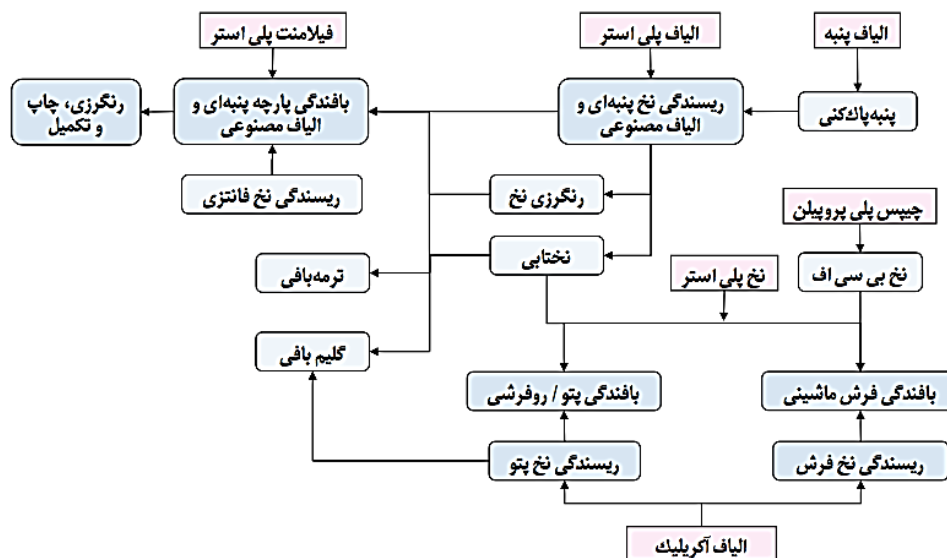 الیاف پنبه
الیاف پلی استر
فیلامنت پلی استر
پنبه‌پاک‌کنی
ریسندگی نخ پنبه‌ای و
الیاف مصنوعی
بافندگی پارچه پنبه‌ای و
الیاف مصنوعی
رنگرزی، چاپ
و تکمیل
رنگرزی نخ
ریسندگی نخ فانتزی
چیپس پلی پروپیلن
نختابی
ترمه‌بافی
نخ پلی استر
نخ بی سی اف
گلیم بافی
بافندگی فرش ماشینی
بافندگی پتو / روفرشی
ریسندگی نخ فرش
ریسندگی نخ پتو
الیاف آکریلیک